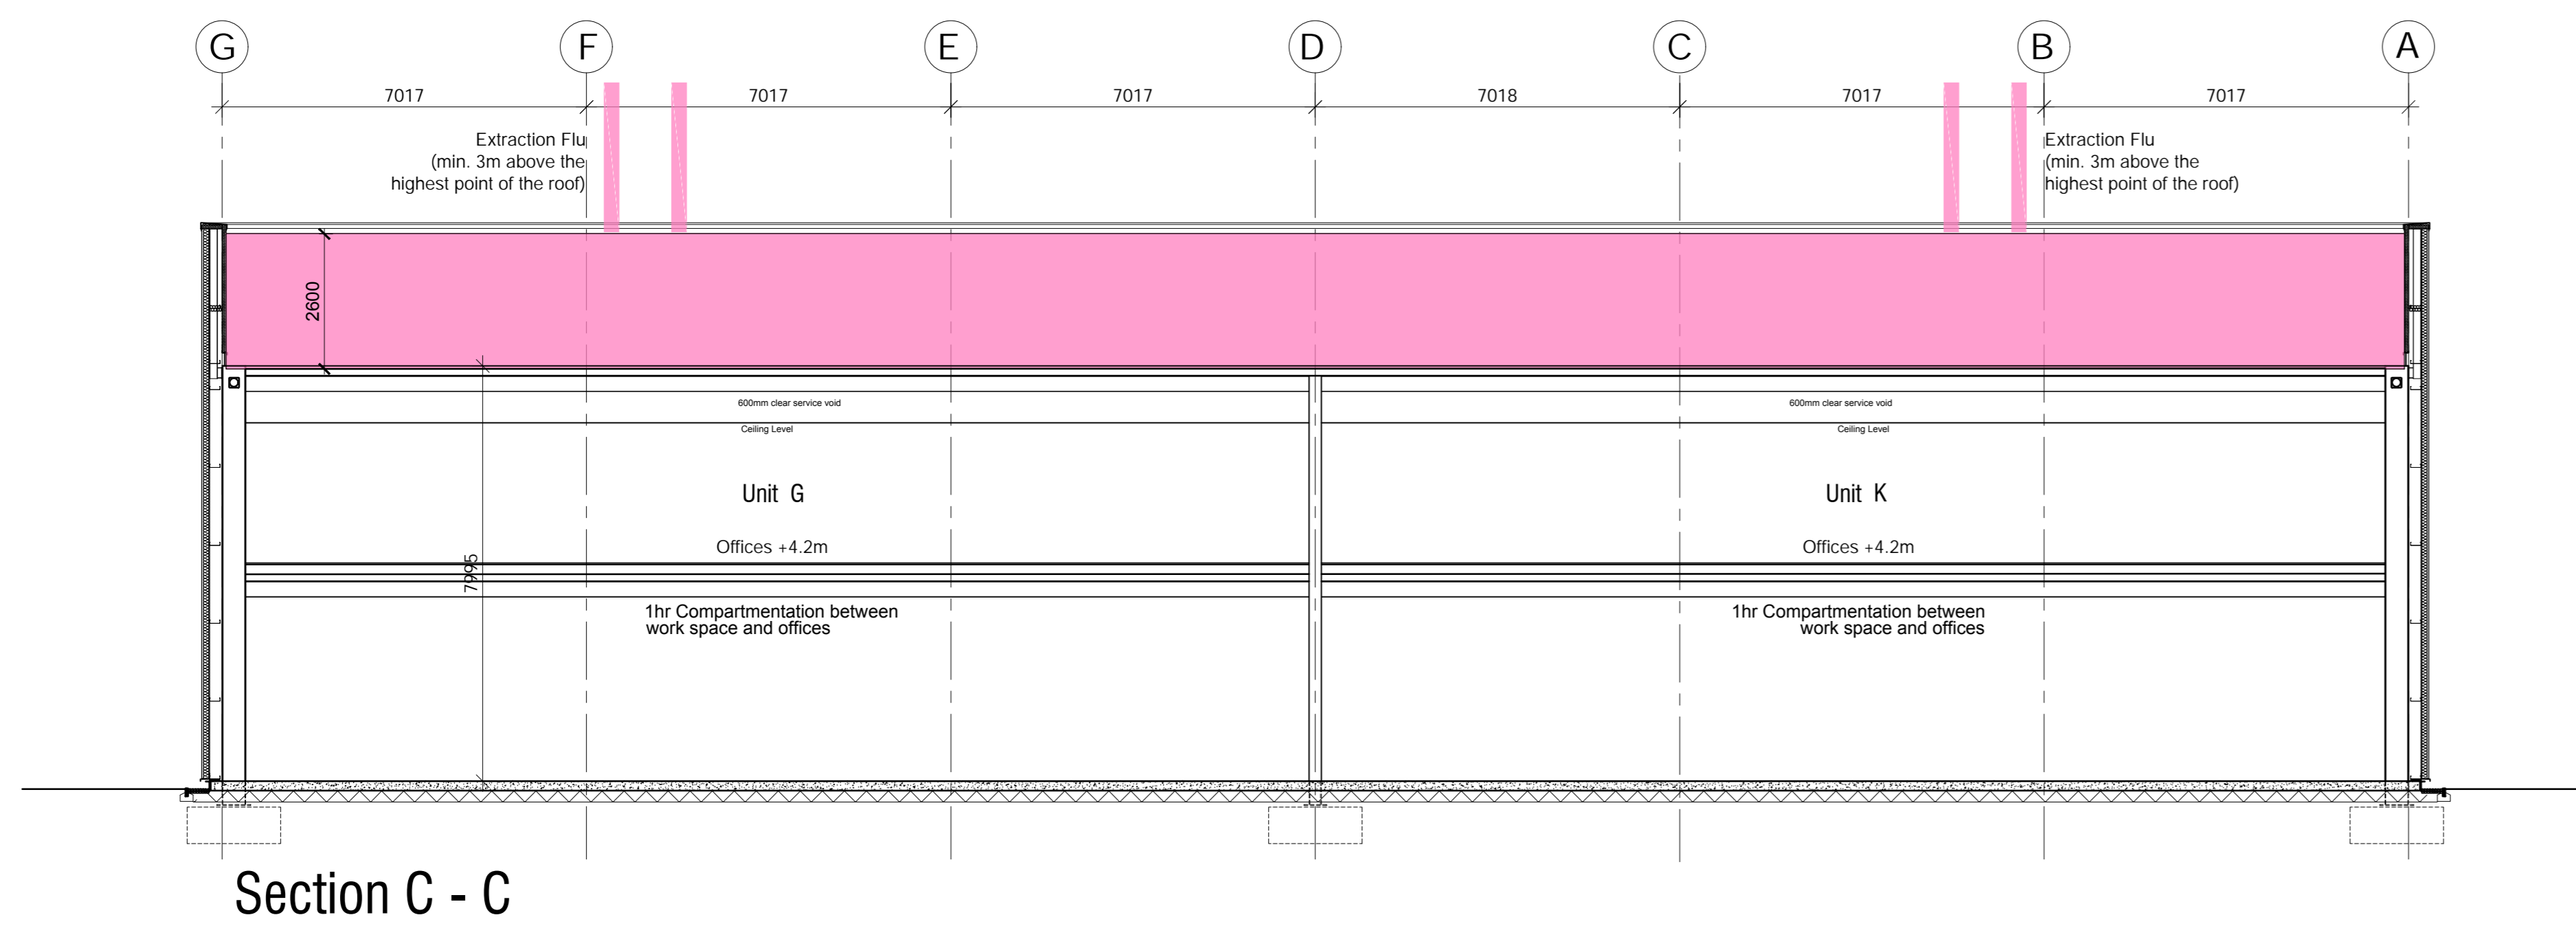 G F E D C B A
7017 7017 7017 7018 7017 7017
Extraction Flu
(min. 3m above the
highest point of the roof)
Extraction Flu
(min. 3m above the
highest point of the roof)
2600
600mm clear service void
600mm clear service void
Ceiling Level
Ceiling Level
Unit G
Unit K
Offices +4.2m
Offices +4.2m
7995
1hr Compartmentation between
work space and offices
1hr Compartmentation between
work space and offices
Section C - C